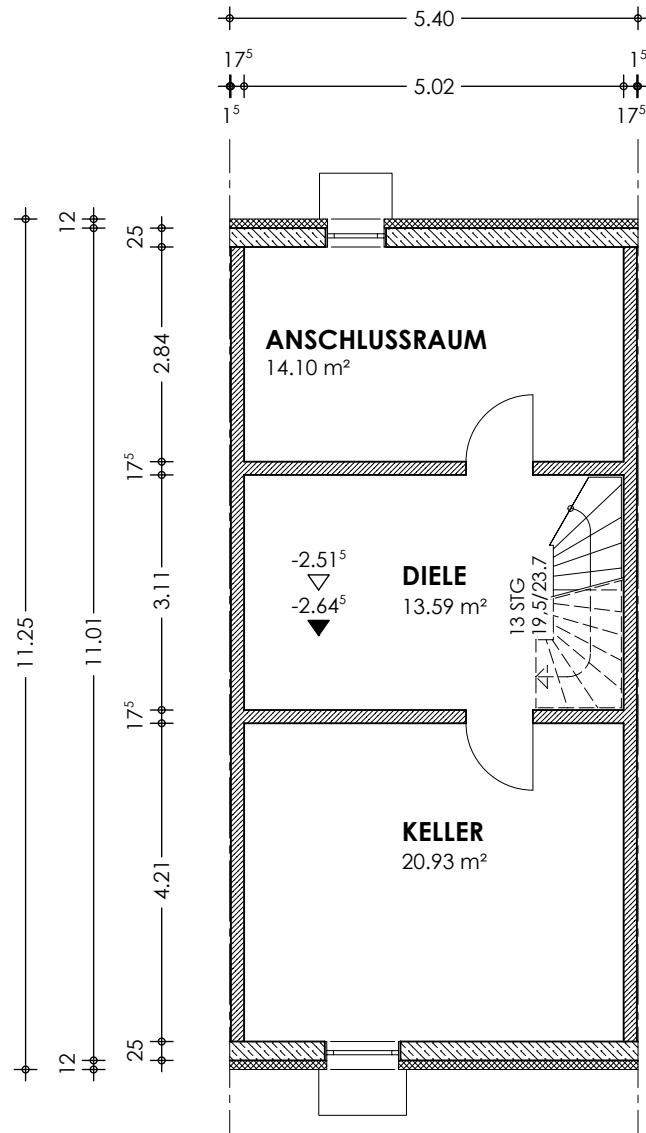 5.40
17⁵
1⁵
5.02
1⁵
17⁵
12
25
ANSCHLUSSRAUM
14.10 m²
2.84
17⁵
-2.51⁵
DIELE
-2.64⁵
13.59 m²
13 STG
19,5/23.7
3.11
11.25
11.01
17⁵
KELLER
20.93 m²
4.21
25
12